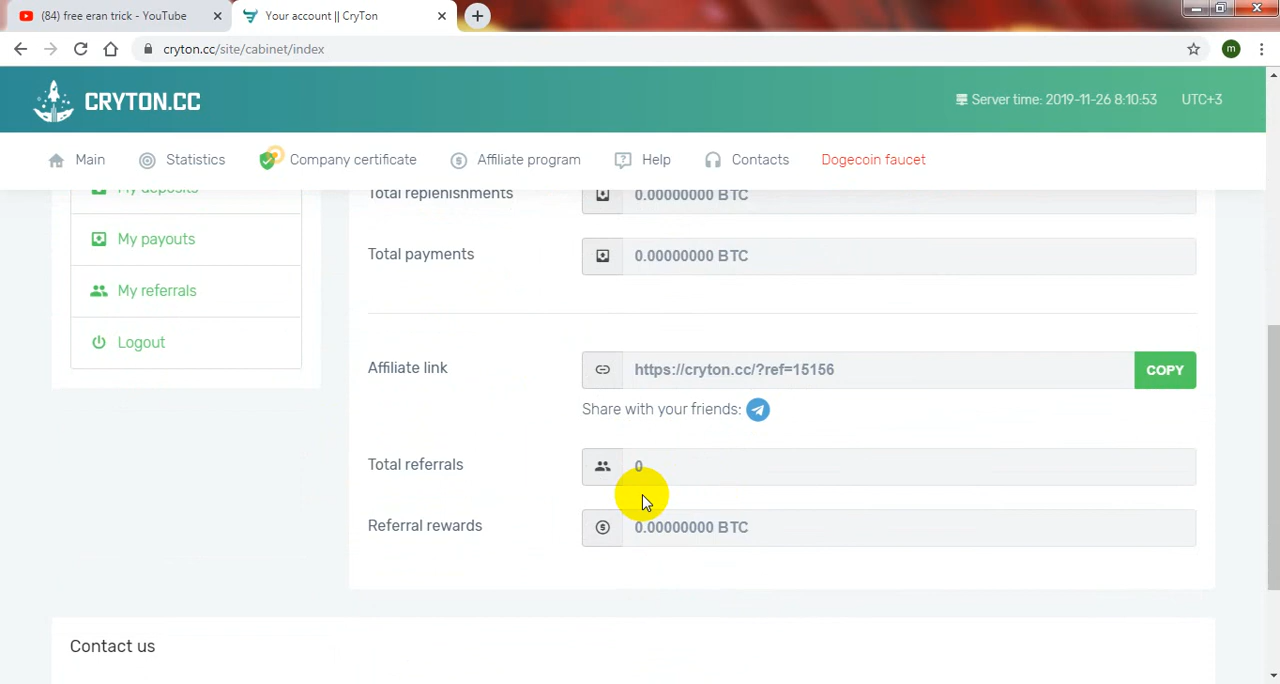 (84) free eran trick - YouTube
Your account || CryTon
cryton.cc/site/cabinet/index
m
CRYTON.CC
Server time: 2019-11-26 8:10:53 UTC+3
Main
Statistics
Company certificate
Affiliate program
Help
Contacts
Dogecoin faucet
My deposits
My payouts
My referrals
Logout
Total replenishments
0.00000000 BTC
Total payments
0.00000000 BTC
Affiliate link
https://cryton.cc/?ref=15156
COPY
Share with your friends:
Total referrals
0
Referral rewards
0.00000000 BTC
Contact us